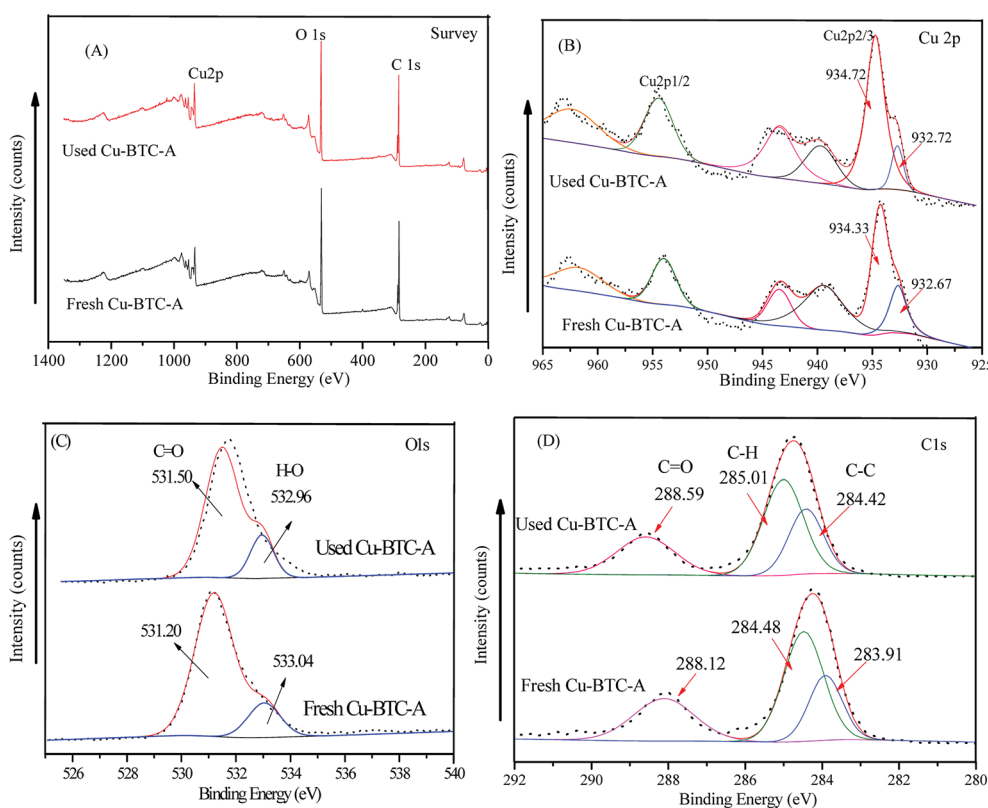 (A)
Survey
O 1s
C 1s
Cu2p
Used Cu-BTC-A
Fresh Cu-BTC-A
Intensity (counts)
1400 1200 1000 800 600 400 200 0
Binding Energy (eV)
(B)
Cu 2p
Cu2p2/3
Cu2p1/2
934.72
932.72
Used Cu-BTC-A
934.33
932.67
Fresh Cu-BTC-A
Intensity (counts)
965 960 955 950 945 940 935 930 925
Binding Energy (eV)
(C)
O1s
C=O
531.50
H-O
532.96
Used Cu-BTC-A
531.20
533.04
Fresh Cu-BTC-A
Intensity (counts)
526 528 530 532 534 536 538 540
Binding Energy (eV)
(D)
C1s
C=O
288.59
C-H
285.01
C-C
284.42
Used Cu-BTC-A
284.48
283.91
288.12
Fresh Cu-BTC-A
Intensity (counts)
292 290 288 286 284 282 280
Binding Energy (eV)